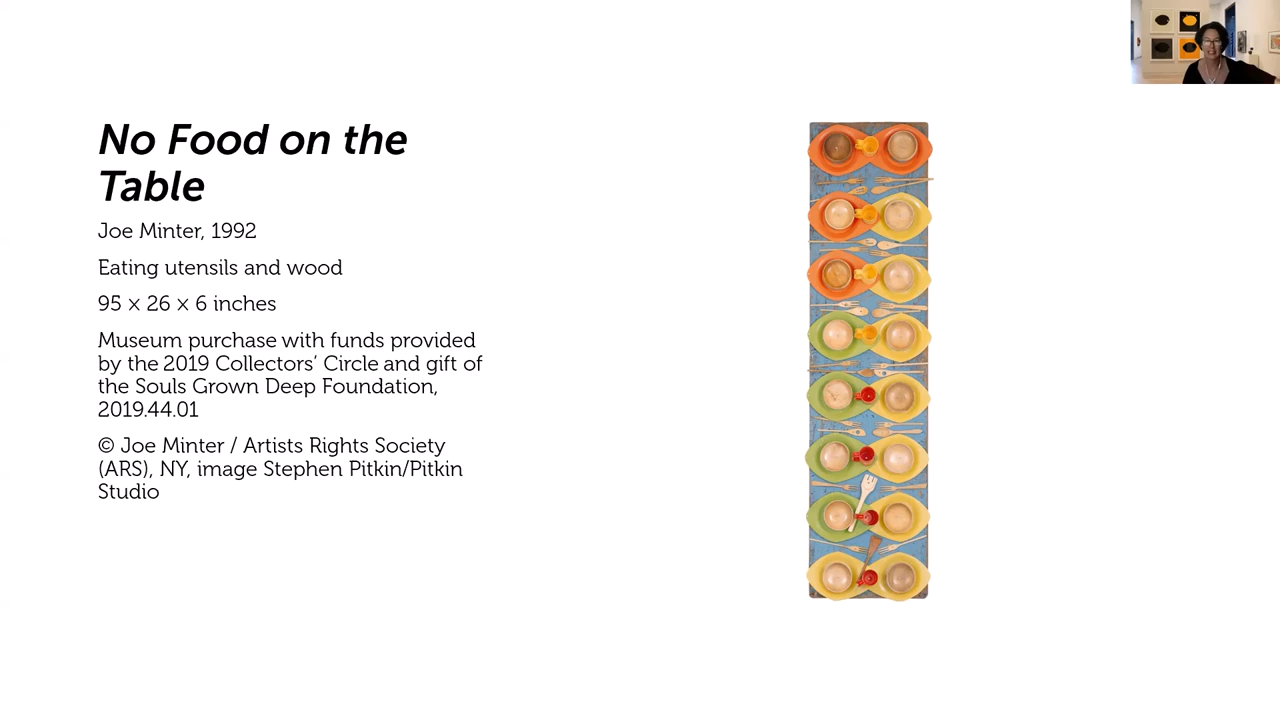 No Food on the
Table
Joe Minter, 1992
Eating utensils and wood
95 × 26 × 6 inches
Museum purchase with funds provided
by the 2019 Collectors’ Circle and gift of
the Souls Grown Deep Foundation,
2019.44.01
© Joe Minter / Artists Rights Society
(ARS), NY, image Stephen Pitkin/Pitkin
Studio